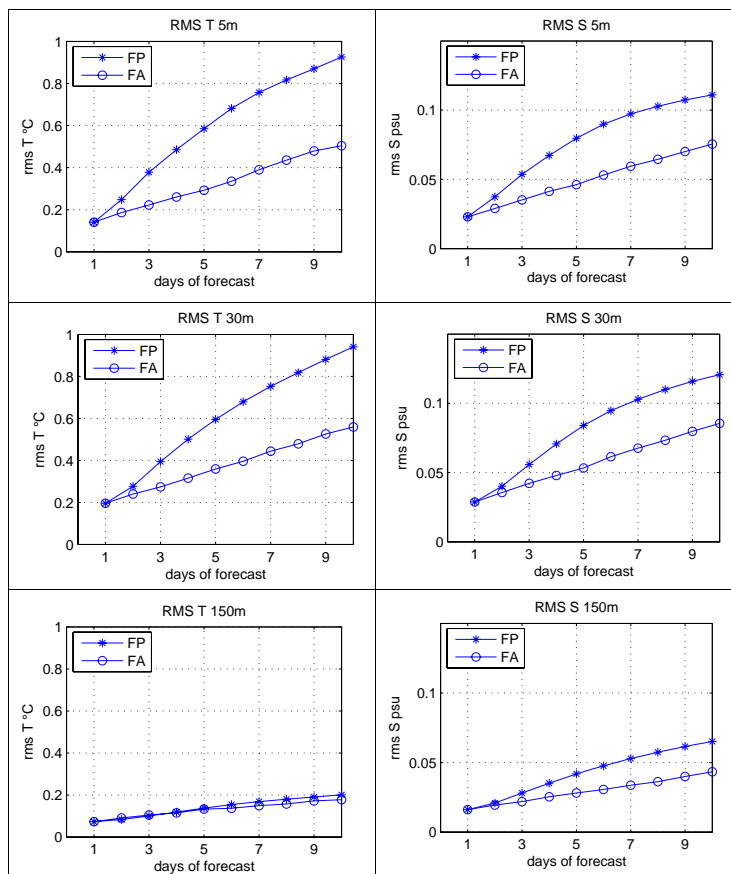 RMS T 5m
FP
FA
1
0.8
0.6
0.4
0.2
0
rms T °C
1 3 5 7 9
days of forecast
RMS S 5m
FP
FA
0.1
0.05
0
rms S psu
1 3 5 7 9
days of forecast
RMS T 30m
FP
FA
1
0.8
0.6
0.4
0.2
0
rms T °C
1 3 5 7 9
days of forecast
RMS S 30m
FP
FA
0.1
0.05
0
rms S psu
1 3 5 7 9
days of forecast
RMS T 150m
FP
FA
1
0.8
0.6
0.4
0.2
0
rms T °C
1 3 5 7 9
days of forecast
RMS S 150m
FP
FA
0.1
0.05
0
rms S psu
1 3 5 7 9
days of forecast